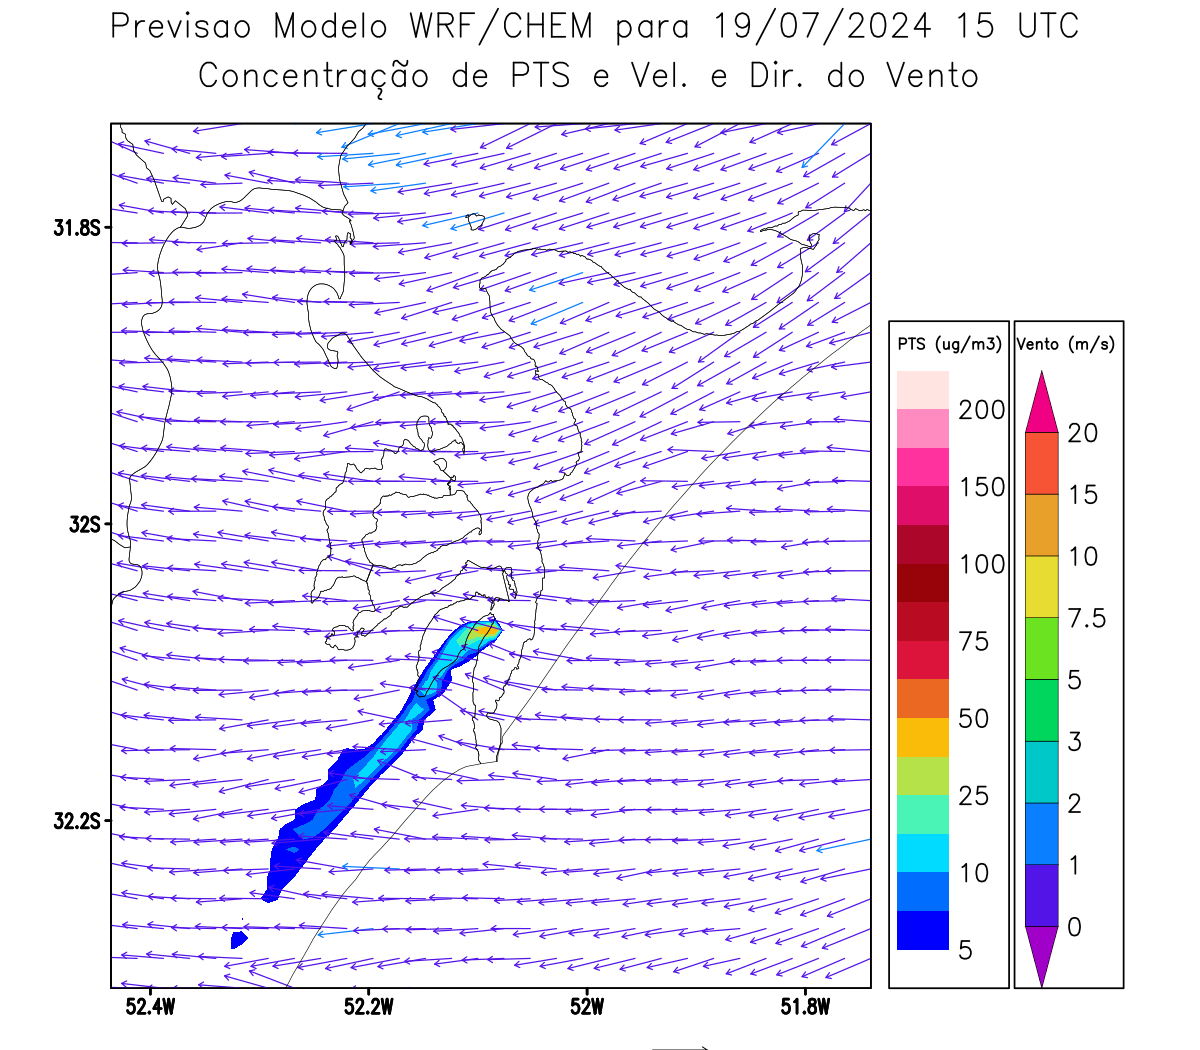 Previsao Modelo WRF/CHEM para 19/07/2024 15 UTC
Concentração de PTS e Vel. e Dir. do Vento
31.8S
32S
32.2S
52.4W
52.2W
52W
51.8W
PTS (ug/m3)
200
150
100
75
50
25
10
5
Vento (m/s)
20
15
10
7.5
5
3
2
1
0